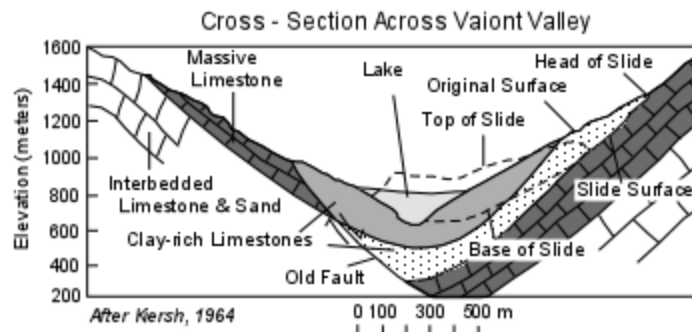 Cross - Section Across Vaiont Valley
1600
1400
1200
1000
800
600
400
200
Elevation (meters)
Massive
Limestone
Lake
Head of Slide
Original Surface
Top of Slide
Interbedded
Limestone & Sand
Slide Surface
Clay-rich Limestones
Base of Slide
Old Fault
After Kersh, 1964
0 100 300 500 m